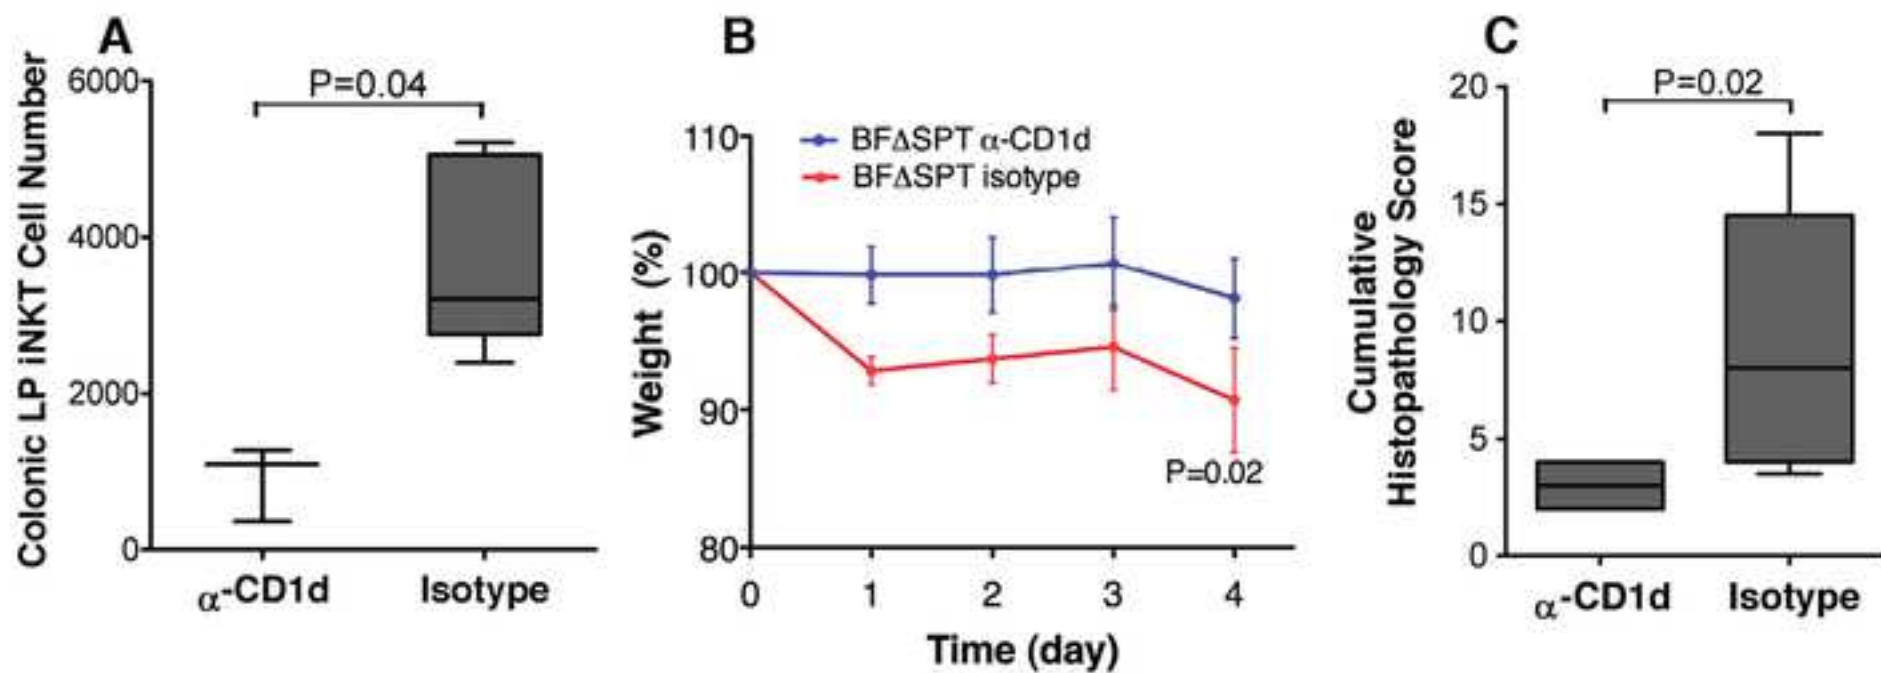 A
Colonic LP iNKT Cell Number
6000
4000
2000
0
P=0.04
α-CD1d
Isotype
B
Weight (%)
110
100
90
80
BFΔSPT α-CD1d
BFΔSPT isotype
P=0.02
0 1 2 3 4
Time (day)
C
Cumulative
Histopathology Score
20
15
10
5
0
P=0.02
α-CD1d
Isotype